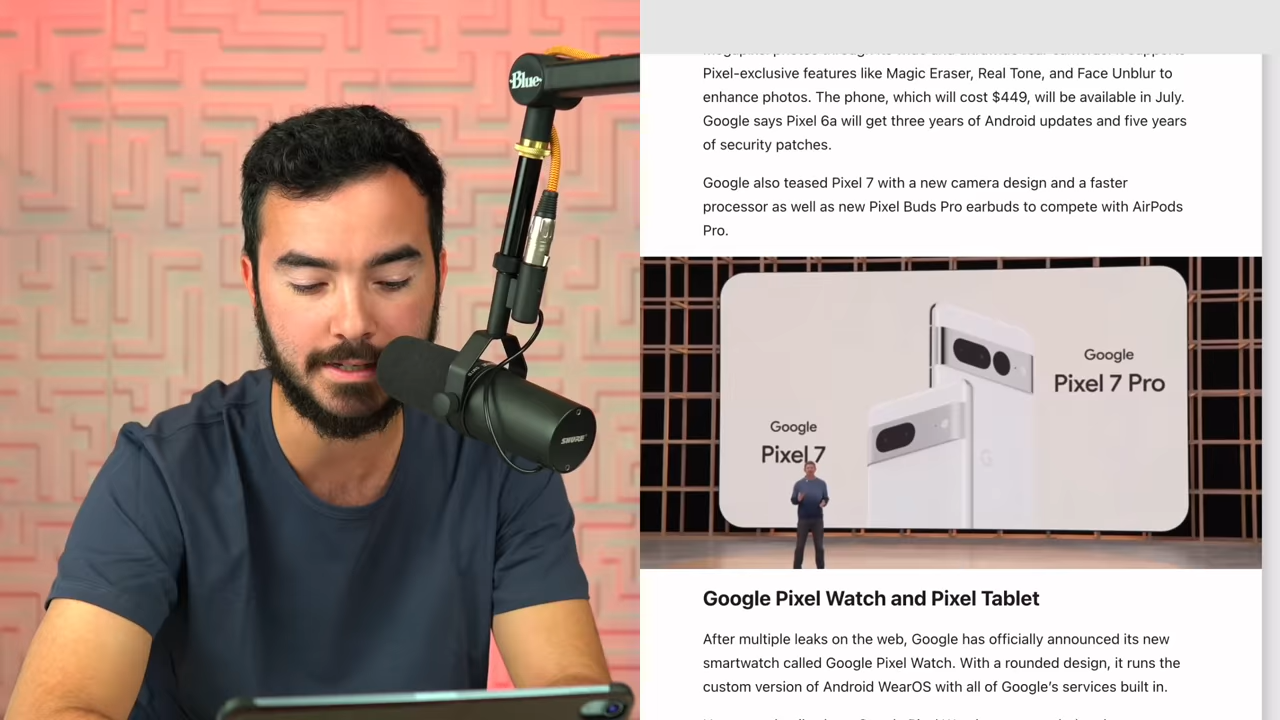 Blue
SHURE
Pixel-exclusive features like Magic Eraser, Real Tone, and Face Unblur to
enhance photos. The phone, which will cost $449, will be available in July.
Google says Pixel 6a will get three years of Android updates and five years
of security patches.
Google also teased Pixel 7 with a new camera design and a faster
processor as well as new Pixel Buds Pro earbuds to compete with AirPods
Pro.
Google
Pixel 7 Pro
Google
Pixel 7
Google Pixel Watch and Pixel Tablet
After multiple leaks on the web, Google has officially announced its new
smartwatch called Google Pixel Watch. With a rounded design, it runs the
custom version of Android WearOS with all of Google's services built in.